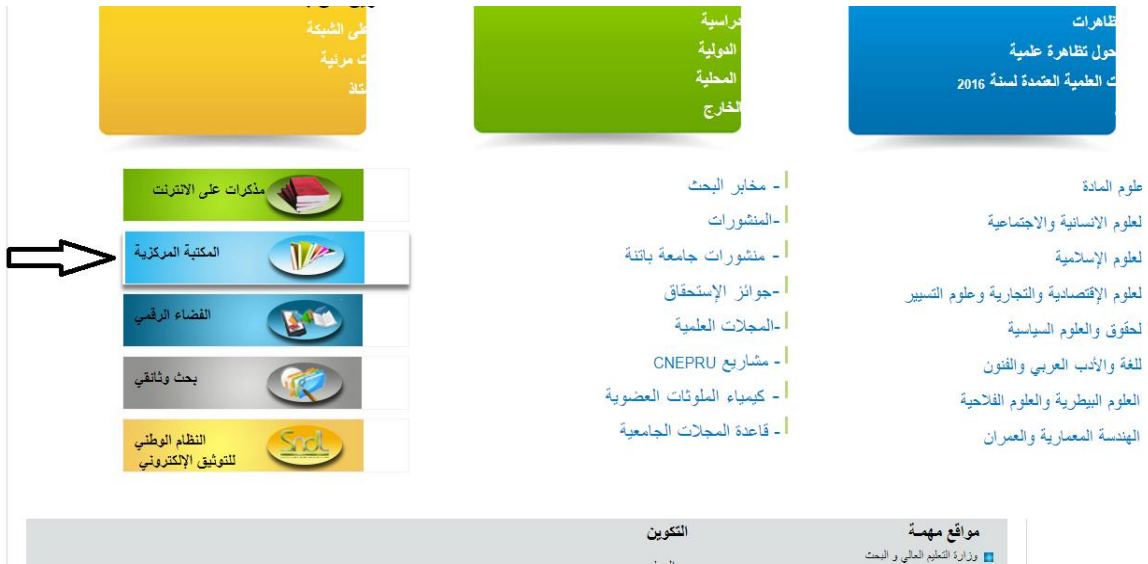 ظاهرات
حول تظاهرة علمية
ت العلمية العتمدة لسنة 2016
دراسية
الدولية
المحلية
الخارج
على الشبكة
ت مرئية
ستاذ
علوم المادة
لعلوم الانسانية والاجتماعية
لعلوم الإسلامية
لعلوم الإقتصادية والتجارية وعلوم التسيير
لحقوق والعلوم السياسية
للغة والأدب العربي والفنون
العلوم البيطرية والعلوم الفلاحية
الهندسة المعمارية والعمران
- مخابر البحث
-المنشورات
- منشورات جامعة باتنة
-جوائز الإستحقاق
-المجلات العلمية
- مشاريع CNEPRU
- كيمياء الملوثات العضوية
- قاعدة المجلات الجامعية
مذكرات على الانترنت
المكتبة المركزية
الفضاء الرقمي
بحث وثائقي
النظام الوطني
للتوثيق الإلكتروني
Sndl
مواقع مهمة
وزارة التعليم العالي و البحث
التكوين